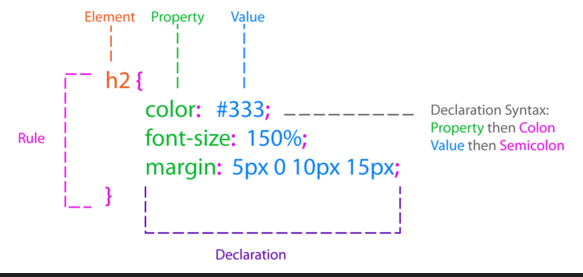 Element Property Value
h2 {
color: #333;
font-size: 150%;
margin: 5px 0 10px 15px;
}
Rule
Declaration Syntax:
Property then Colon
Value then Semicolon
Declaration